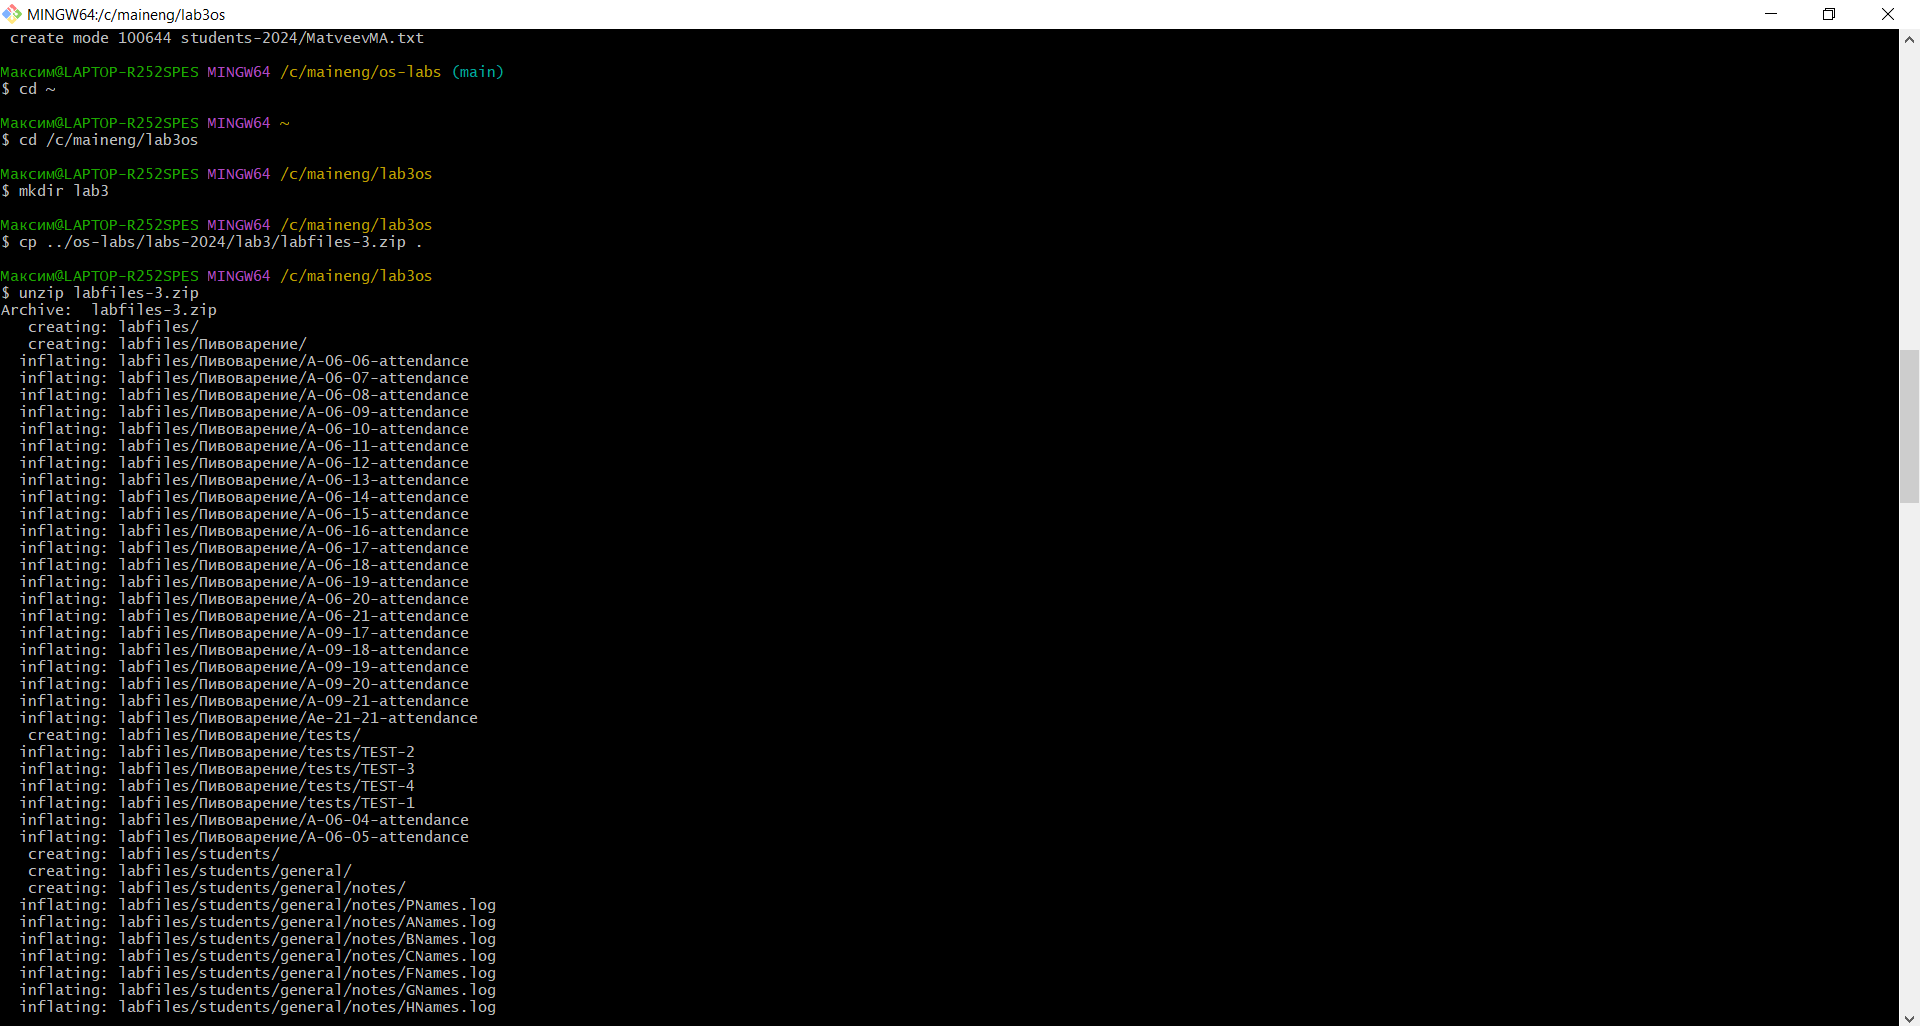 MINGW64:/c/maineng/lab3os
create mode 100644 students-2024/MatveevMA.txt
Максим@LAPTOP-R252SPES MINGW64 /c/maineng/os-labs (main)
$ cd ~
Максим@LAPTOP-R252SPES MINGW64 ~
$ cd /c/maineng/lab3os
Максим@LAPTOP-R252SPES MINGW64 /c/maineng/lab3os
$ mkdir lab3
Максим@LAPTOP-R252SPES MINGW64 /c/maineng/lab3os
$ cp ../os-labs/labs-2024/lab3/labfiles-3.zip .
Максим@LAPTOP-R252SPES MINGW64 /c/maineng/lab3os
$ unzip labfiles-3.zip
Archive:  labfiles-3.zip
creating: labfiles/
creating: labfiles/Пивоварение/
inflating: labfiles/Пивоварение/A-06-06-attendance
inflating: labfiles/Пивоварение/A-06-07-attendance
inflating: labfiles/Пивоварение/A-06-08-attendance
inflating: labfiles/Пивоварение/A-06-09-attendance
inflating: labfiles/Пивоварение/A-06-10-attendance
inflating: labfiles/Пивоварение/A-06-11-attendance
inflating: labfiles/Пивоварение/A-06-12-attendance
inflating: labfiles/Пивоварение/A-06-13-attendance
inflating: labfiles/Пивоварение/A-06-14-attendance
inflating: labfiles/Пивоварение/A-06-15-attendance
inflating: labfiles/Пивоварение/A-06-16-attendance
inflating: labfiles/Пивоварение/A-06-17-attendance
inflating: labfiles/Пивоварение/A-06-18-attendance
inflating: labfiles/Пивоварение/A-06-19-attendance
inflating: labfiles/Пивоварение/A-06-20-attendance
inflating: labfiles/Пивоварение/A-06-21-attendance
inflating: labfiles/Пивоварение/A-09-17-attendance
inflating: labfiles/Пивоварение/A-09-18-attendance
inflating: labfiles/Пивоварение/A-09-19-attendance
inflating: labfiles/Пивоварение/A-09-20-attendance
inflating: labfiles/Пивоварение/A-09-21-attendance
inflating: labfiles/Пивоварение/Ae-21-21-attendance
creating: labfiles/Пивоварение/tests/
inflating: labfiles/Пивоварение/tests/TEST-2
inflating: labfiles/Пивоварение/tests/TEST-3
inflating: labfiles/Пивоварение/tests/TEST-4
inflating: labfiles/Пивоварение/tests/TEST-1
inflating: labfiles/Пивоварение/A-06-04-attendance
inflating: labfiles/Пивоварение/A-06-05-attendance
creating: labfiles/students/
creating: labfiles/students/general/
creating: labfiles/students/general/notes/
inflating: labfiles/students/general/notes/PNames.log
inflating: labfiles/students/general/notes/ANames.log
inflating: labfiles/students/general/notes/BNames.log
inflating: labfiles/students/general/notes/CNames.log
inflating: labfiles/students/general/notes/FNames.log
inflating: labfiles/students/general/notes/GNames.log
inflating: labfiles/students/general/notes/HNames.log